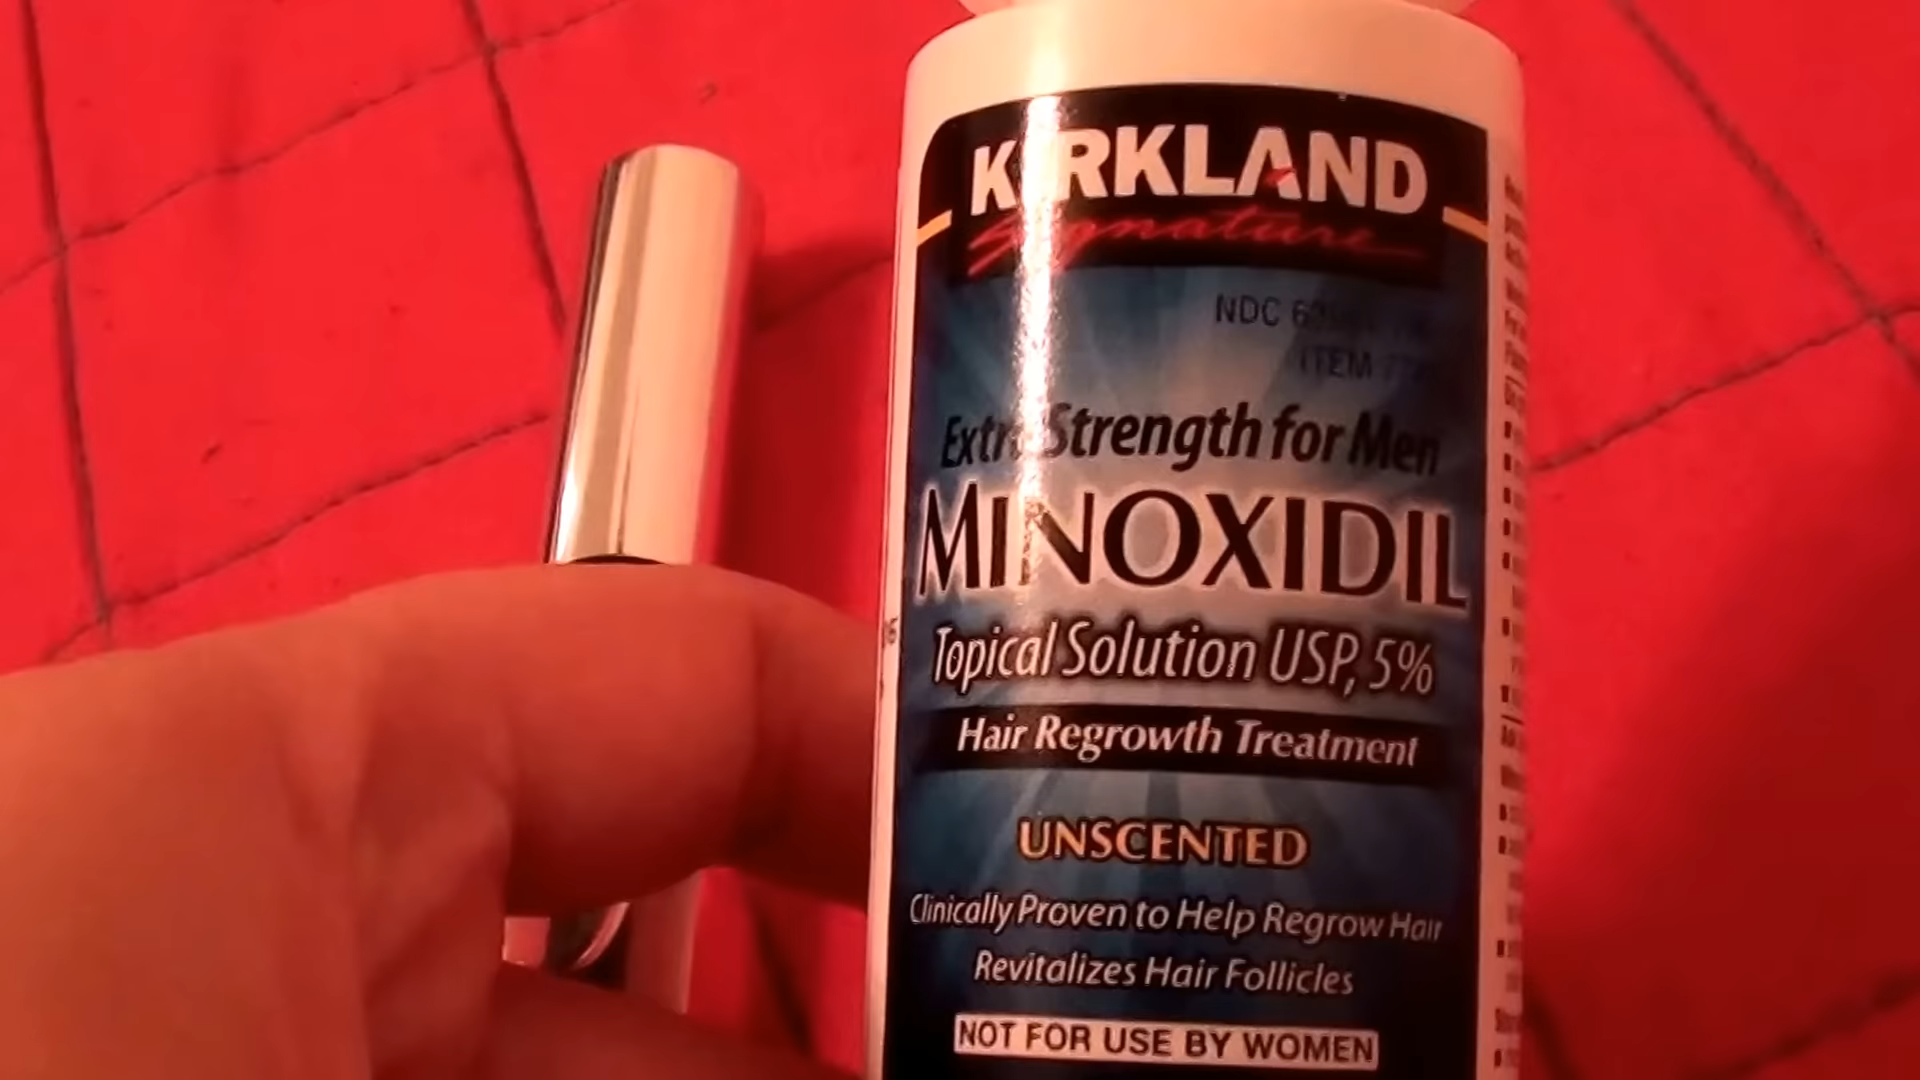 KIRKLAND
Signature
NDC
ITEM
Extra Strength for Men
MINOXIDIL
Topical Solution USP, 5%
Hair Regrowth Treatment
UNSCENTED
Clinically Proven to Help Regrow Hair
Revitalizes Hair Follicles
NOT FOR USE BY WOMEN